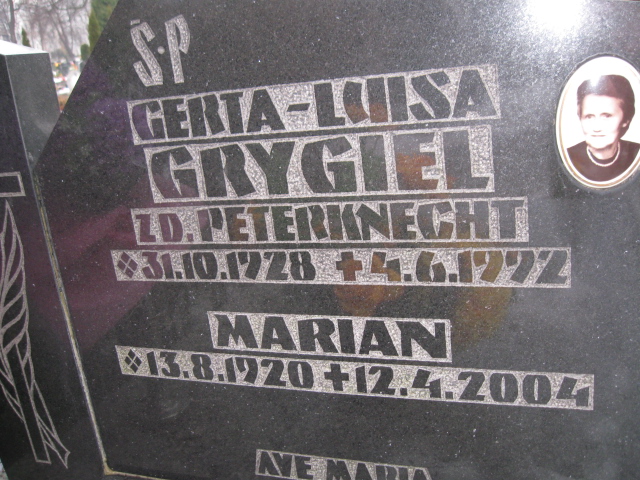 Ś.P
GERTA-LUISA
GRYGIEL
ZD. PETERKNECHT
31.10.1928 +4.6.1992
MARIAN
13.8.1920 +12.4.2004
AVE MARIA